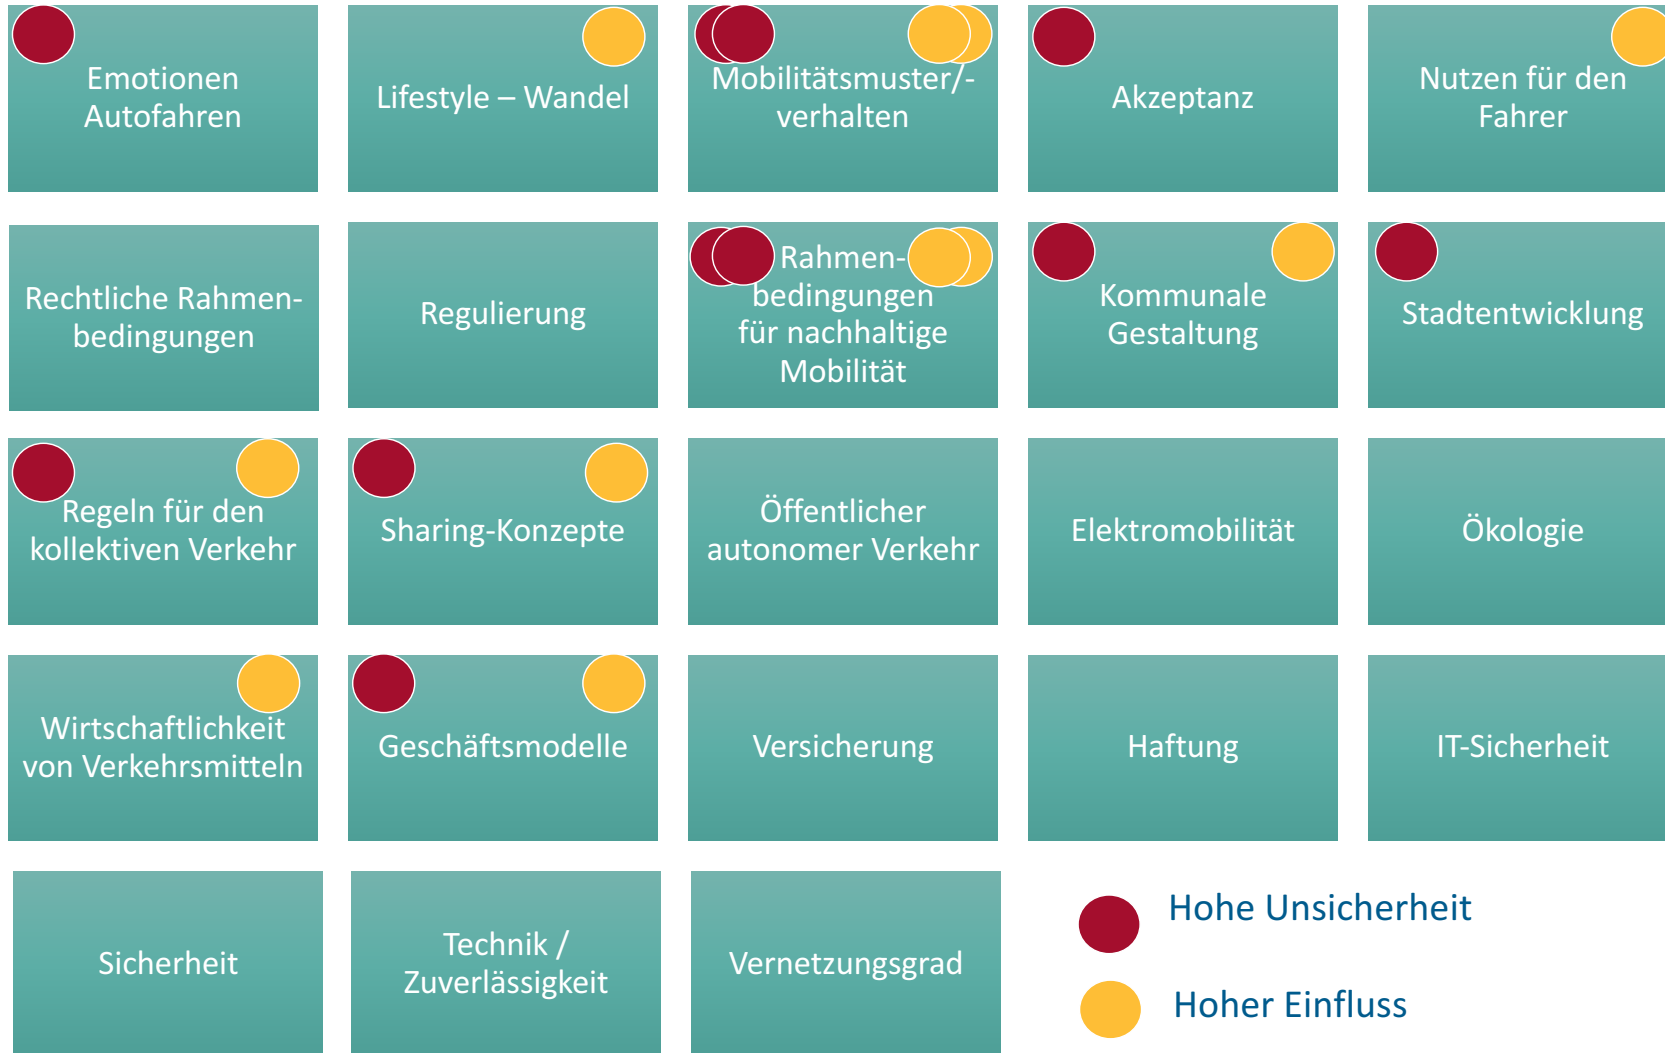 Emotionen
Autofahren
Lifestyle – Wandel
Mobilitätsmuster/-
verhalten
Akzeptanz
Nutzen für den
Fahrer
Rechtliche Rahmen-
bedingungen
Regulierung
Rahmen-
bedingungen
für nachhaltige
Mobilität
Kommunale
Gestaltung
Stadtentwicklung
Regeln für den
kollektiven Verkehr
Sharing-Konzepte
Öffentlicher
autonomer Verkehr
Elektromobilität
Ökologie
Wirtschaftlichkeit
von Verkehrsmitteln
Geschäftsmodelle
Versicherung
Haftung
IT-Sicherheit
Sicherheit
Technik /
Zuverlässigkeit
Vernetzungsgrad
Hohe Unsicherheit
Hoher Einfluss